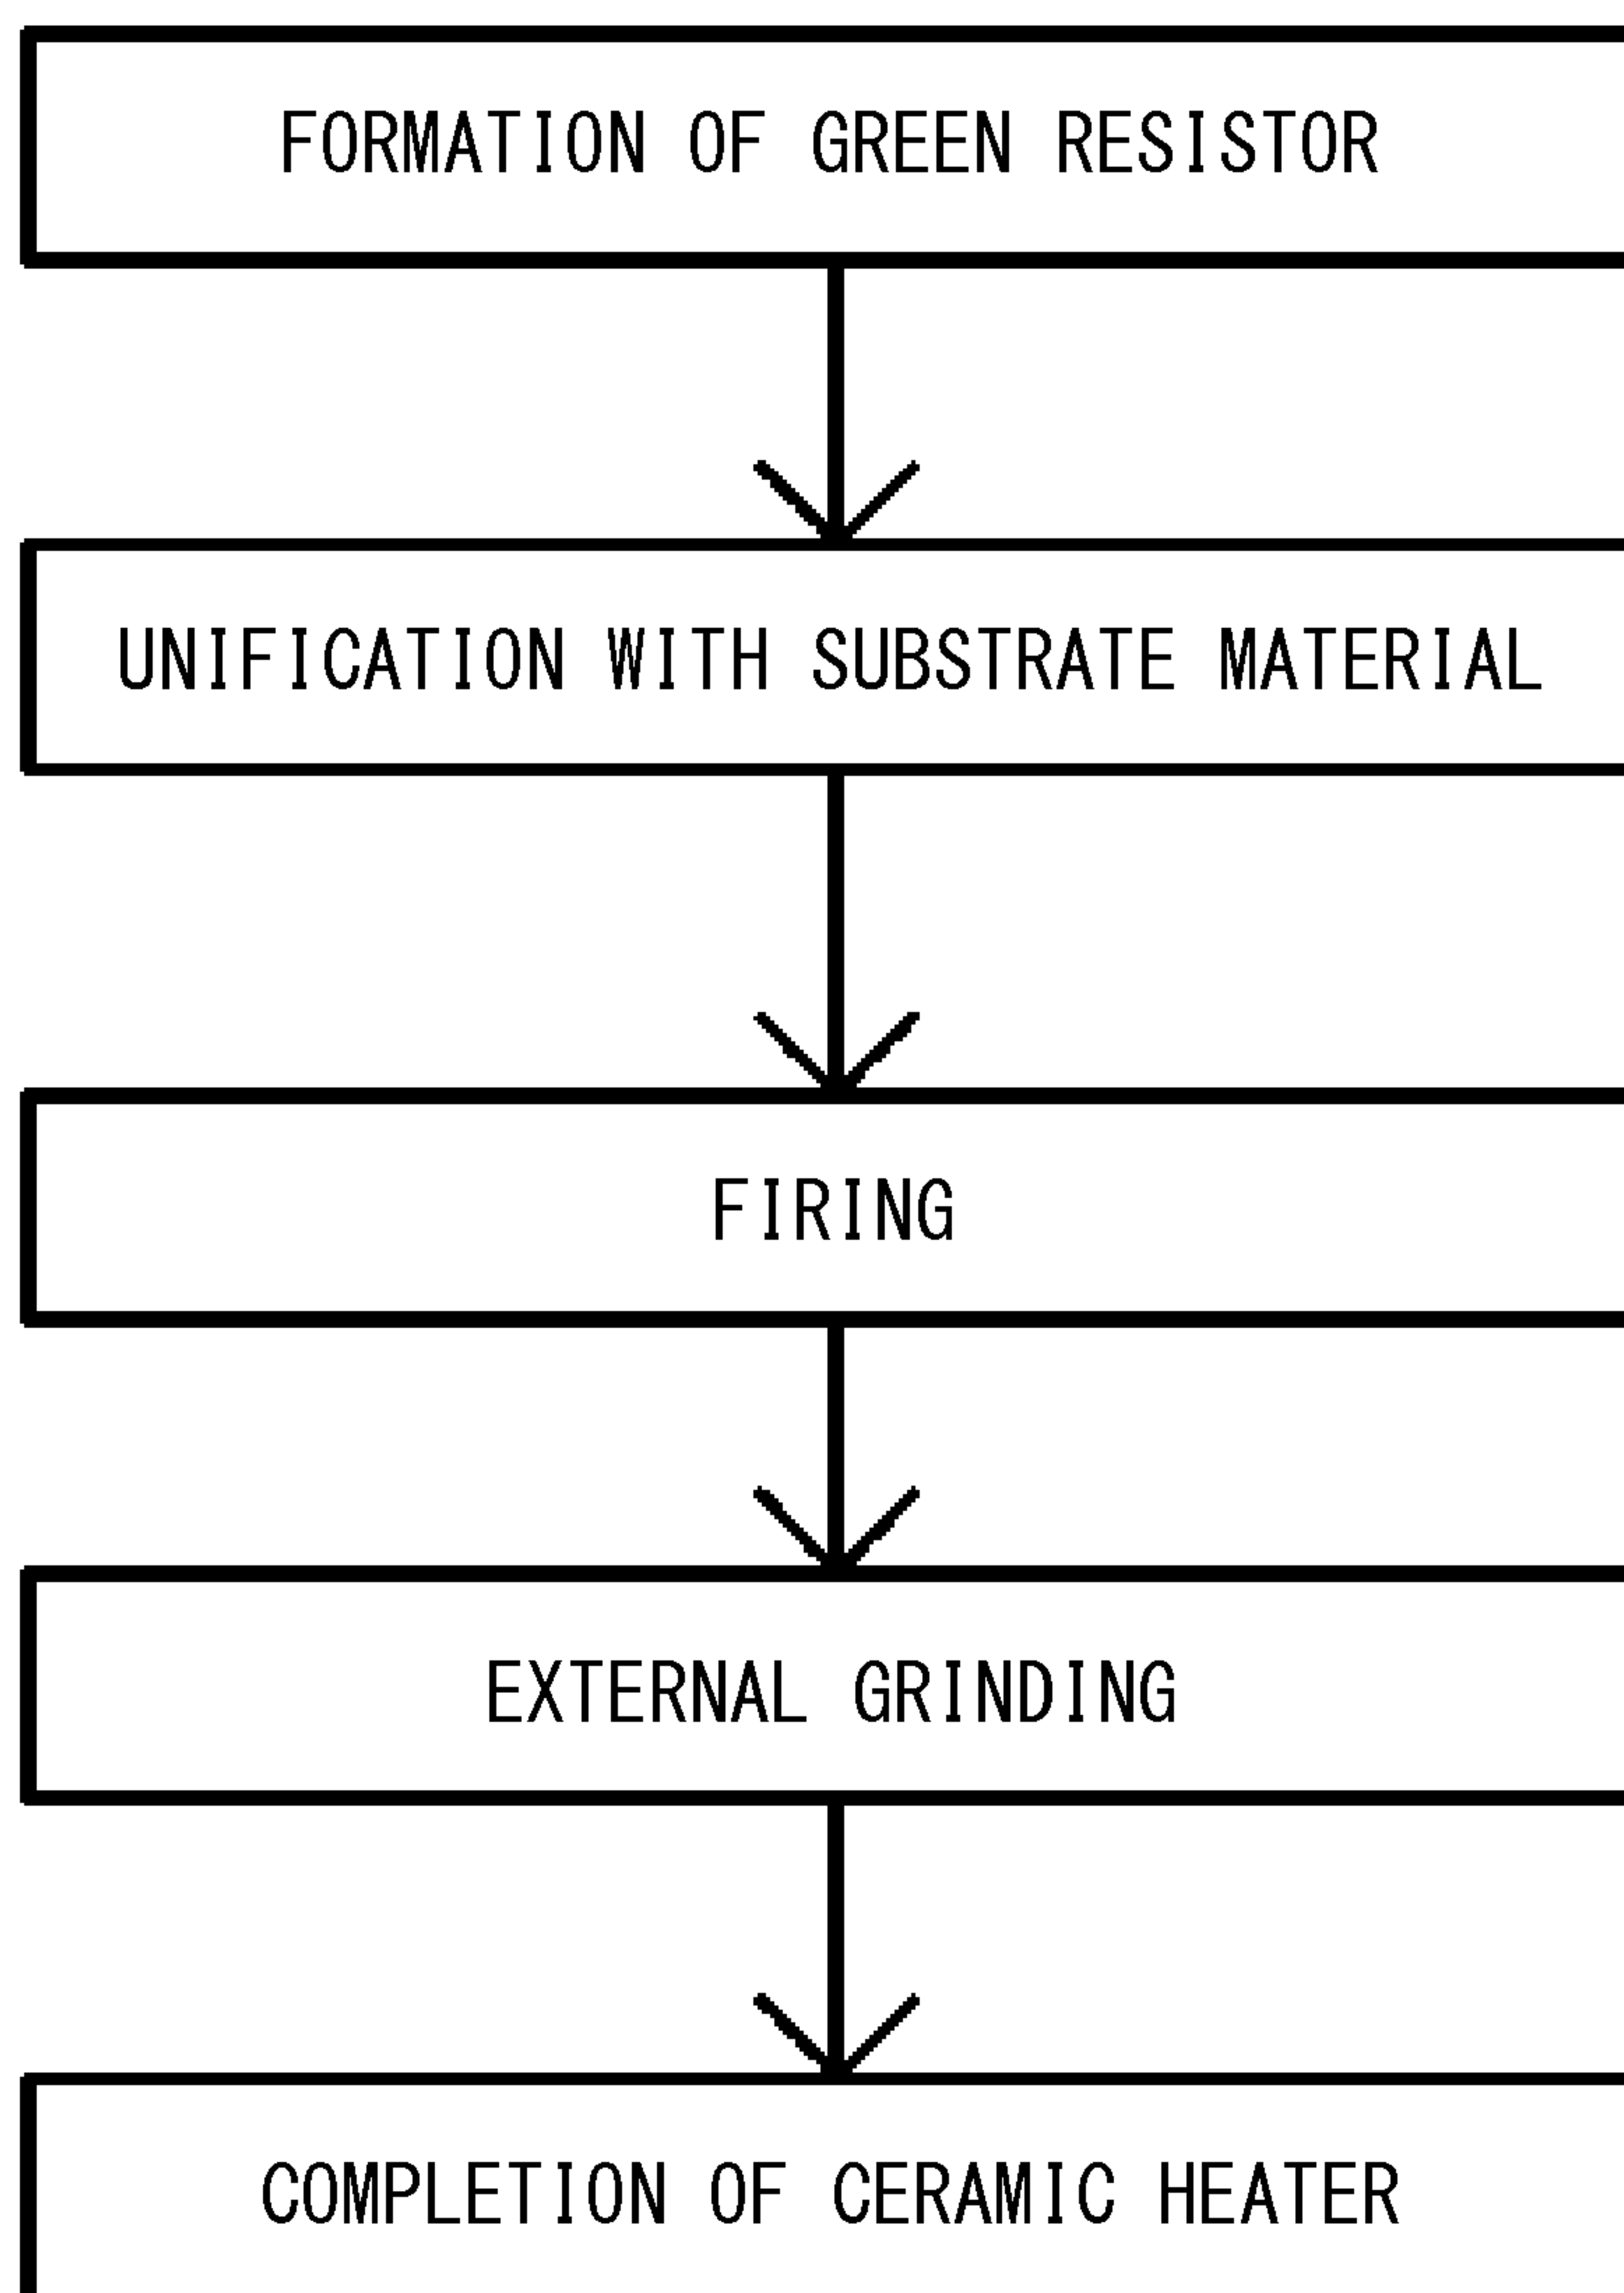 FORMATION OF GREEN RESISTOR
UNIFICATION WITH SUBSTRATE MATERIAL
FIRING
EXTERNAL GRINDING
COMPLETION OF CERAMIC HEATER